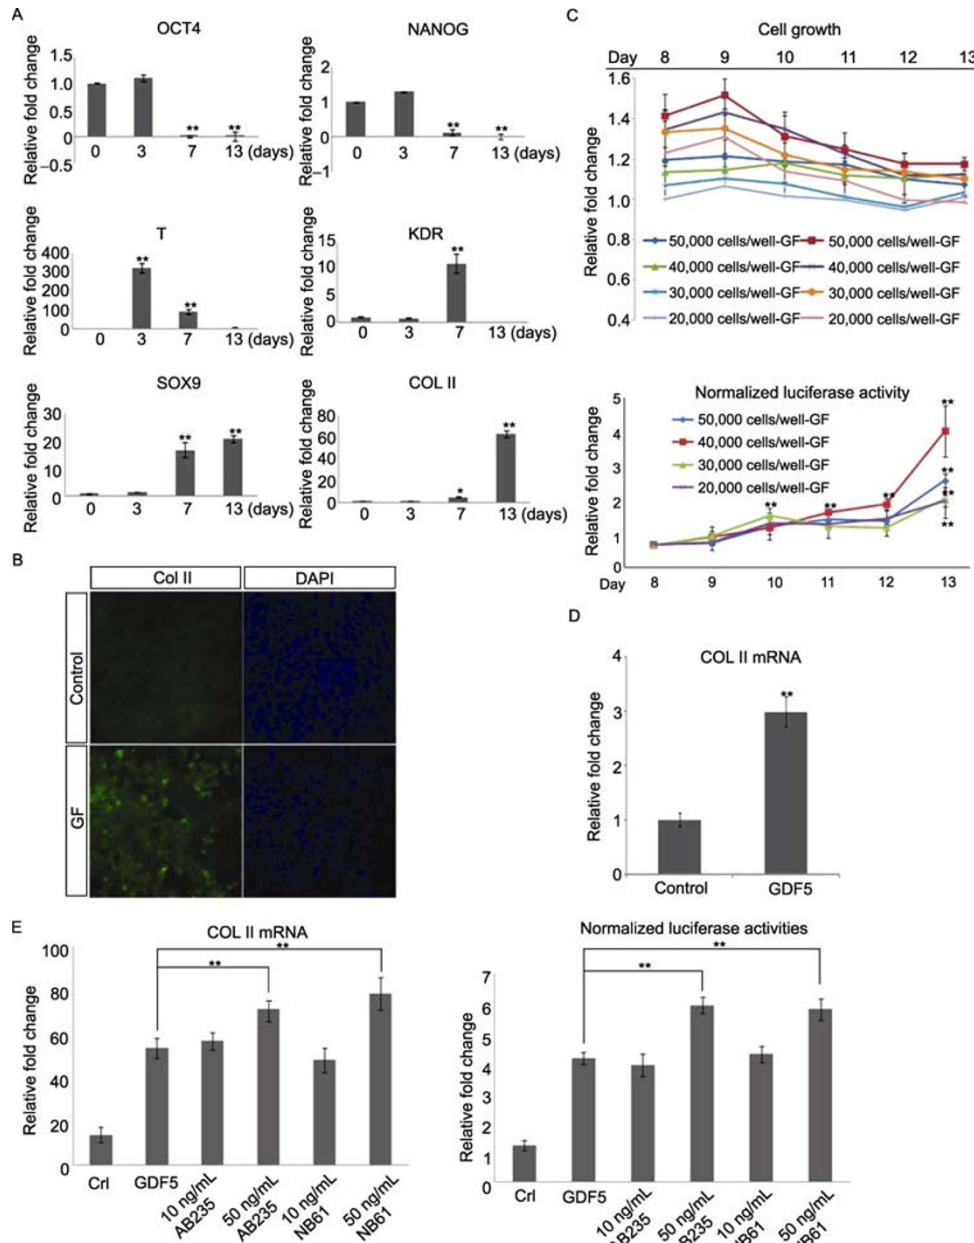 A
OCT4
Relative fold change
1.5
1.0
0.5
0
–0.5
**
**
0 3 7 13 (days)
NANOG
Relative fold change
2
1
0
–1
**
**
0 3 7 13 (days)
T
Relative fold change
400
300
200
100
0
**
**
0 3 7 13 (days)
KDR
Relative fold change
15
10
5
0
**
0 3 7 13 (days)
SOX9
Relative fold change
30
20
10
0
**
**
0 3 7 13 (days)
COL II
Relative fold change
80
60
40
20
0
*
**
0 3 7 13 (days)
B
Col II
DAPI
Control
GF
C
Cell growth
Day 8 9 10 11 12 13
Relative fold change
1.6
1.4
1.2
1.0
0.8
0.6
0.4
50,000 cells/well-GF
50,000 cells/well-GF
40,000 cells/well-GF
40,000 cells/well-GF
30,000 cells/well-GF
30,000 cells/well-GF
20,000 cells/well-GF
20,000 cells/well-GF
Normalized luciferase activity
Relative fold change
5
4
3
2
1
0
50,000 cells/well-GF
40,000 cells/well-GF
30,000 cells/well-GF
20,000 cells/well-GF
**
**
**
**
**
**
**
Day 8 9 10 11 12 13
D
COL II mRNA
Relative fold change
4
3
2
1
0
**
Control GDF5
E
COL II mRNA
Relative fold change
100
80
60
40
20
0
**
**
Crl
GDF5
10 ng/mL
AB235
50 ng/mL
AB235
10 ng/mL
NB61
50 ng/mL
NB61
Normalized luciferase activities
Relative fold change
7
6
5
4
3
2
1
0
**
**
Crl
GDF5
10 ng/mL
AB235
50 ng/mL
AB235
10 ng/mL
NB61
50 ng/mL
NB61